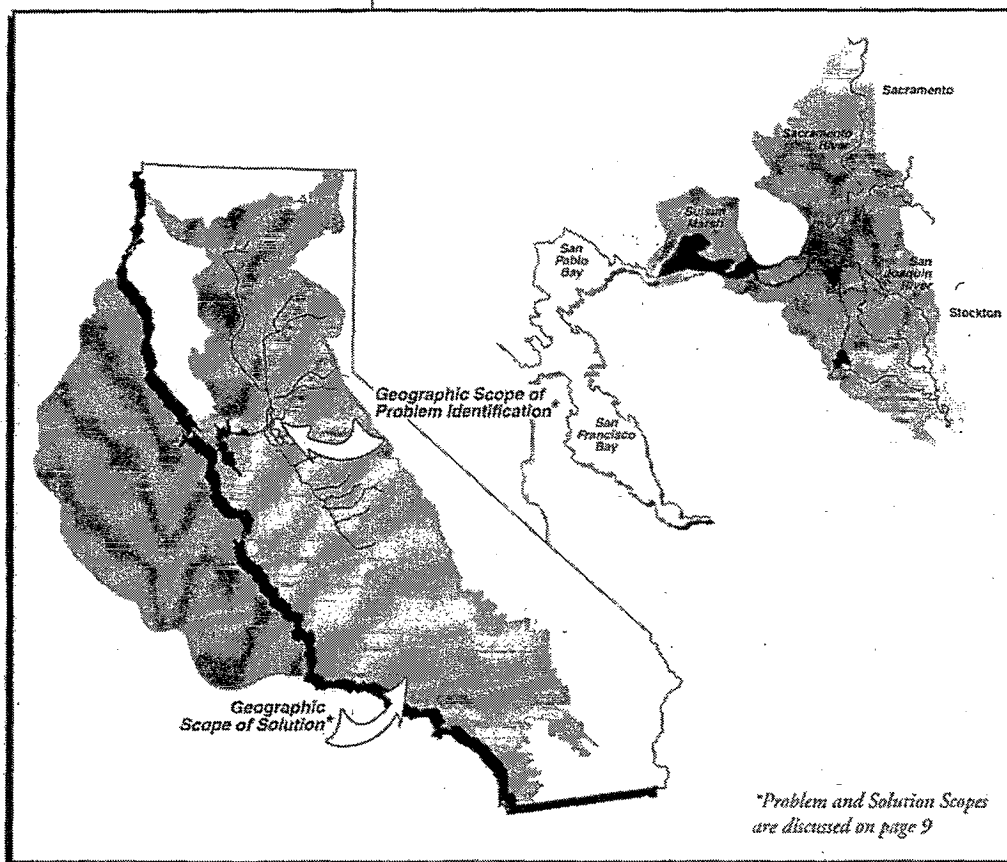 Sacramento
Sacramento
River
Suisun
Marsh
San
Pablo
Bay
San
Joaquin
River
Stockton
Geographic Scope of
Problem Identification*
San
Francisco
Bay
Geographic
Scope of Solution*
*Problem and Solution Scopes
are discussed on page 9